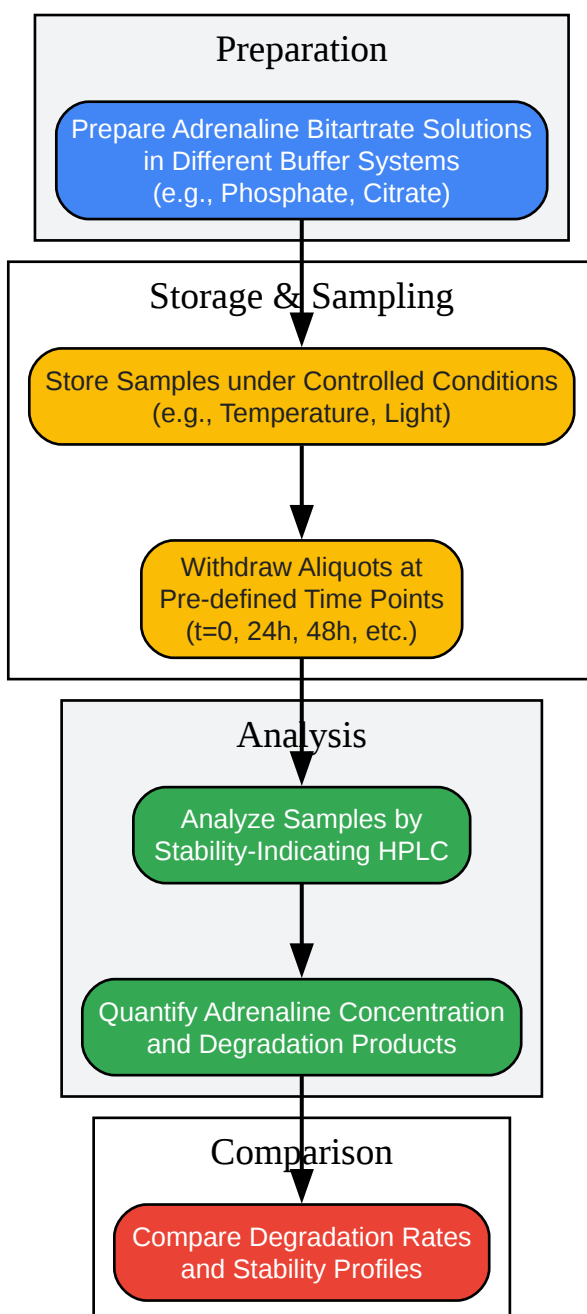 Preparation
Prepare Adrenaline Bitartrate Solutions
in Different Buffer Systems
(e.g., Phosphate, Citrate)
Storage & Sampling
Store Samples under Controlled Conditions
(e.g., Temperature, Light)
Withdraw Aliquots at
Pre-defined Time Points
(t=0, 24h, 48h, etc.)
Analysis
Analyze Samples by
Stability-Indicating HPLC
Quantify Adrenaline Concentration
and Degradation Products
Comparison
Compare Degradation Rates
and Stability Profiles